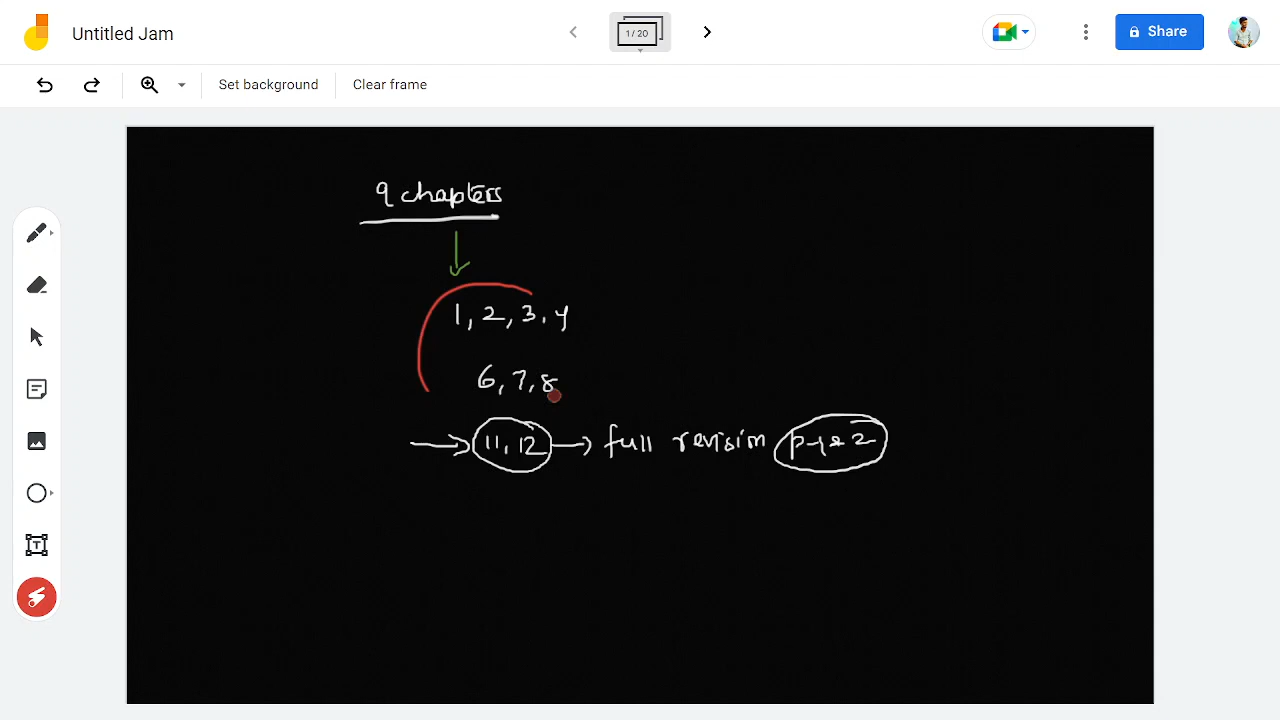 Untitled Jam
1/20
Share
Set background
Clear frame
9 chapters
1, 2, 3, 4
6, 7, 8
11, 12 → full revision P-1 & 2
T